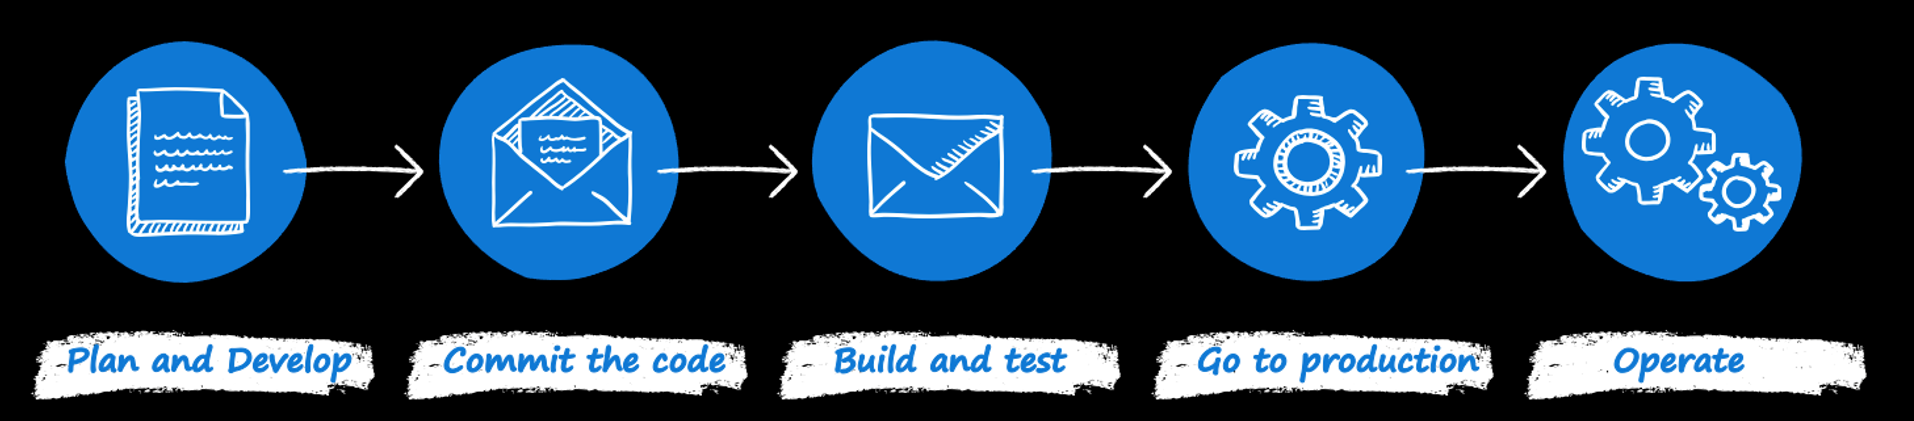 Plan and Develop
Commit the code
Build and test
Go to production
Operate